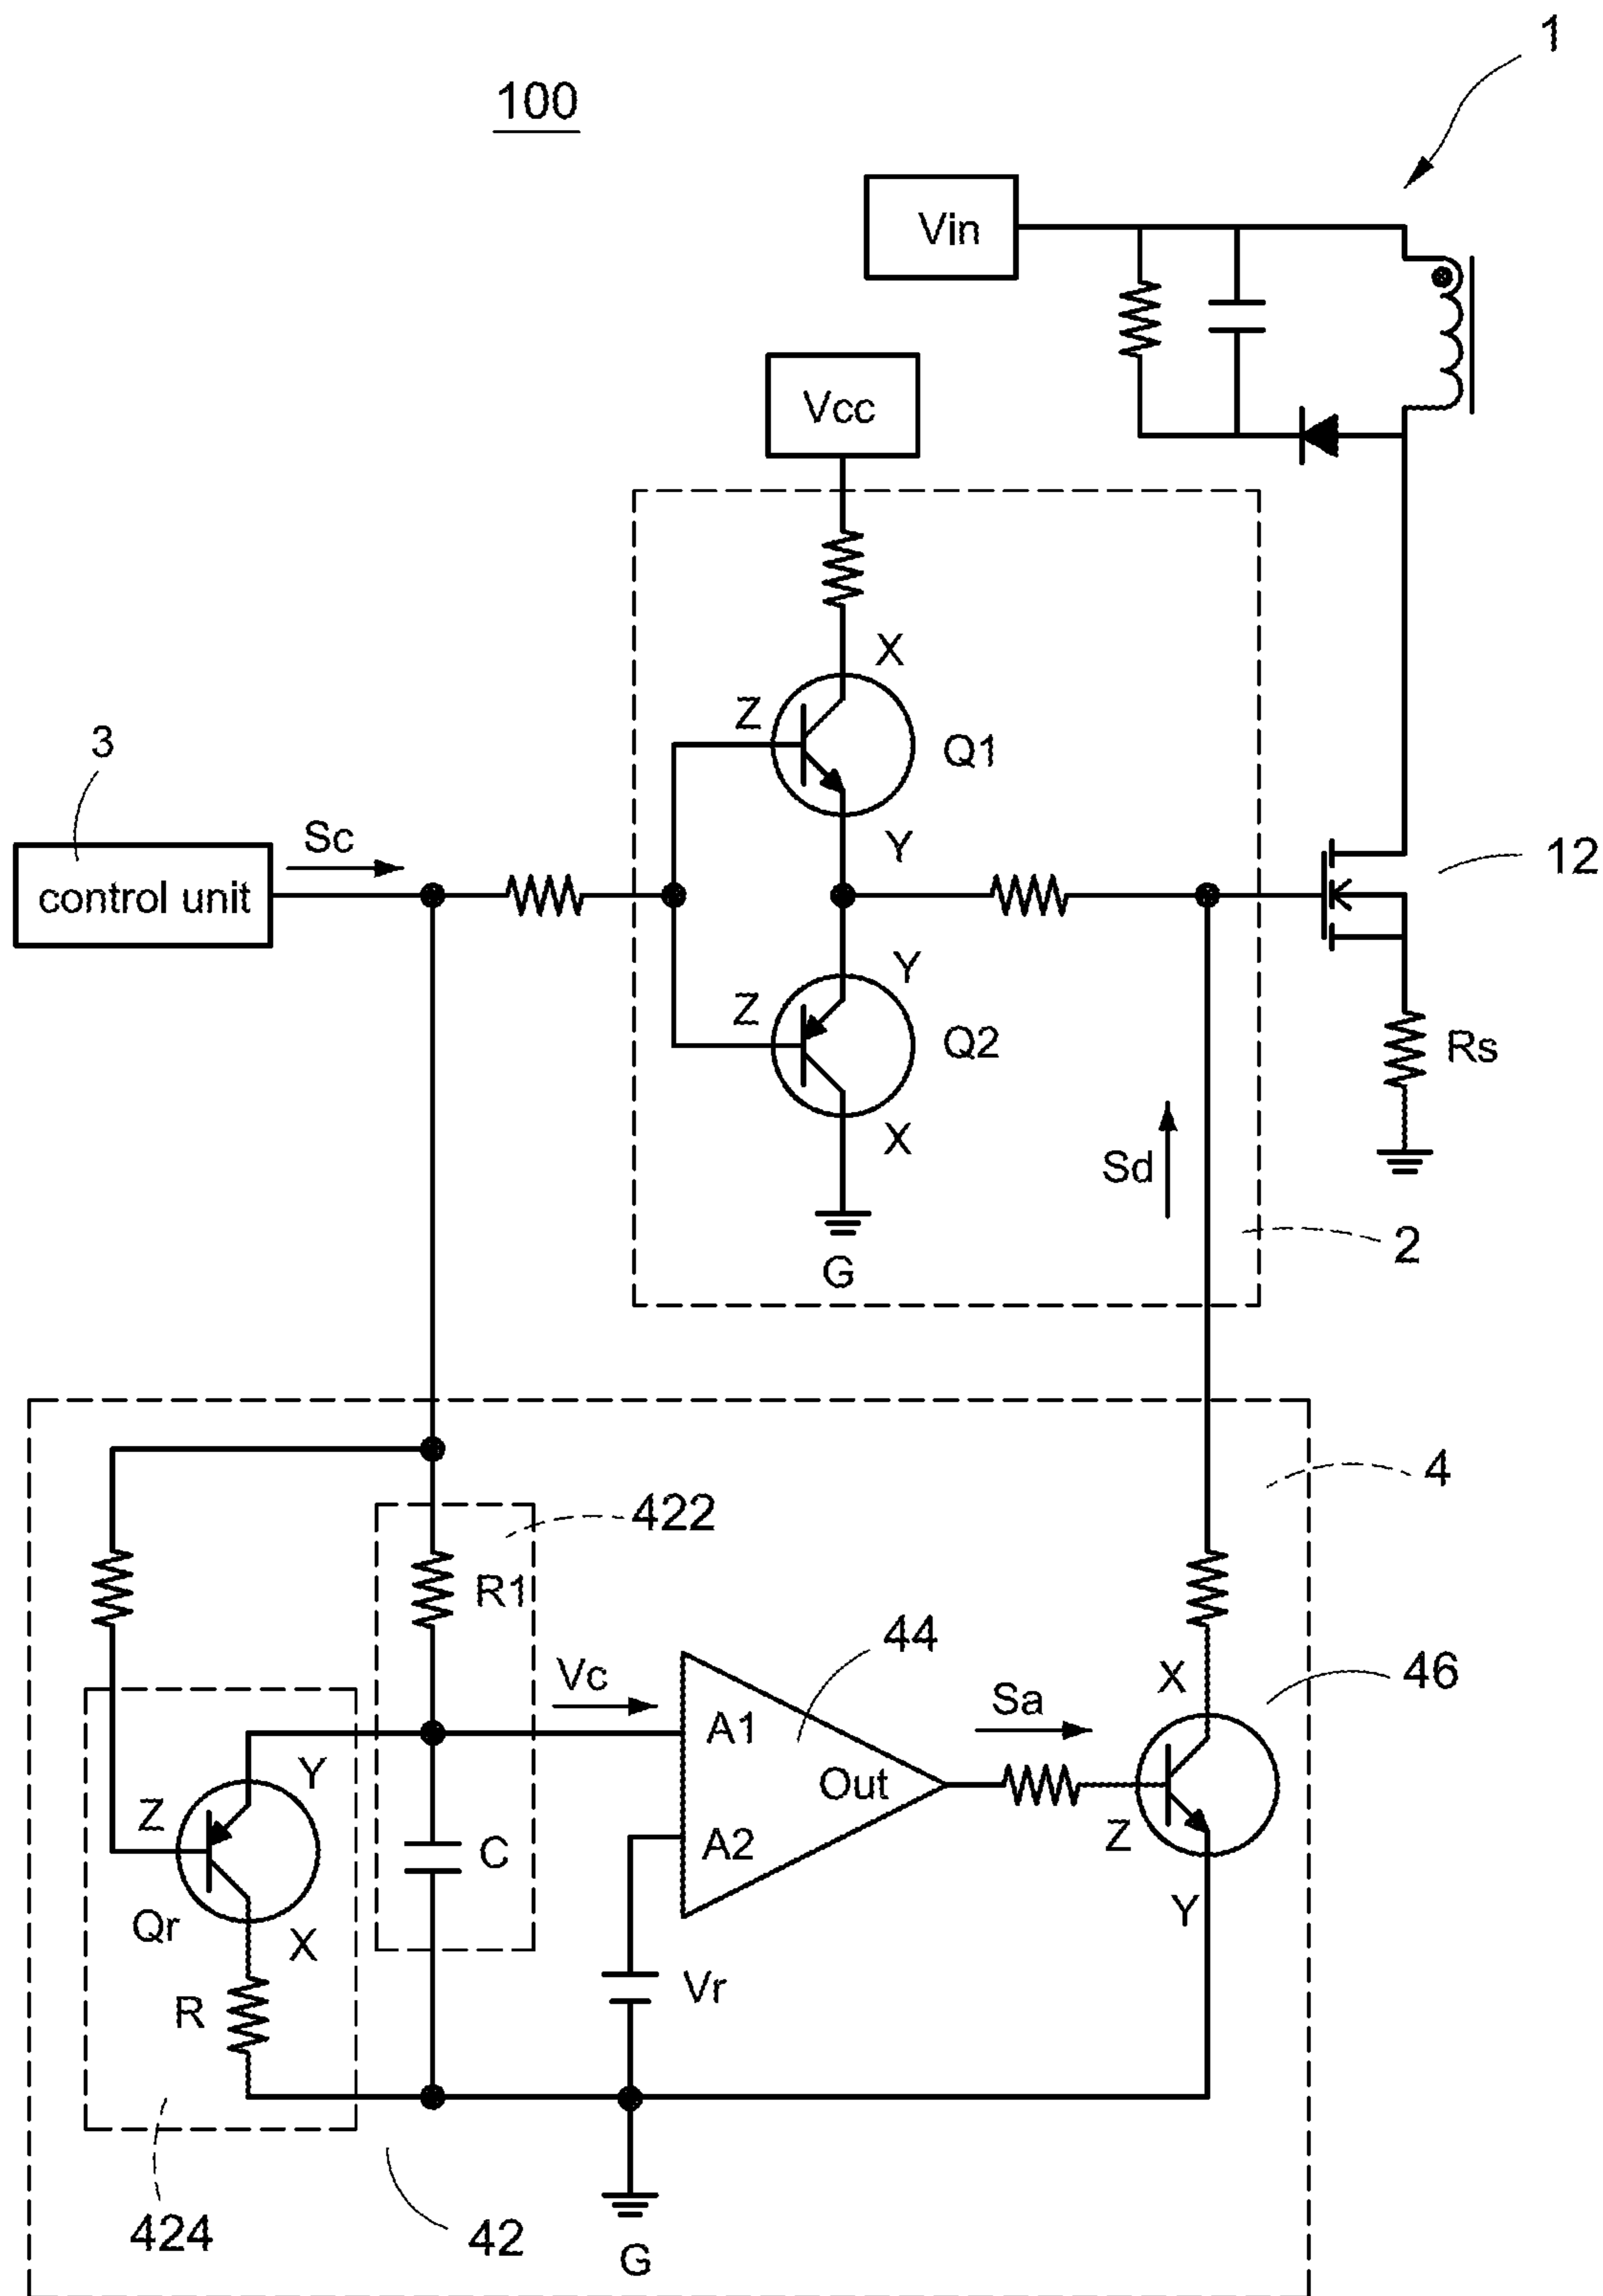 1
100
Vin
Vcc
X
Z
Q1
3
Sc
Y
12
control unit
Y
Z
Q2
Rs
X
Sd
2
G
4
422
R1
44
Vc
X
46
Sa
A1
Y
Out
Z
A2
Z
C
Qr
X
Y
Vr
R
424
42
G